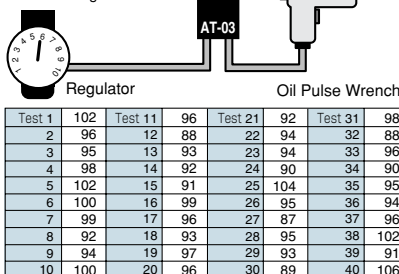 AT-03
1 2 3 4 5 6 7 8 9 10
Regulator
Oil Pulse Wrench
Test 1 102 Test 11 96 Test 21 92 Test 31 98
2 96 12 88 22 94 32 88
3 95 13 93 23 94 33 96
4 98 14 92 24 90 34 90
5 102 15 91 25 104 35 95
6 100 16 99 26 95 36 94
7 99 17 96 27 87 37 96
8 92 18 93 28 95 38 102
9 94 19 97 29 93 39 91
10 100 20 96 30 89 40 106